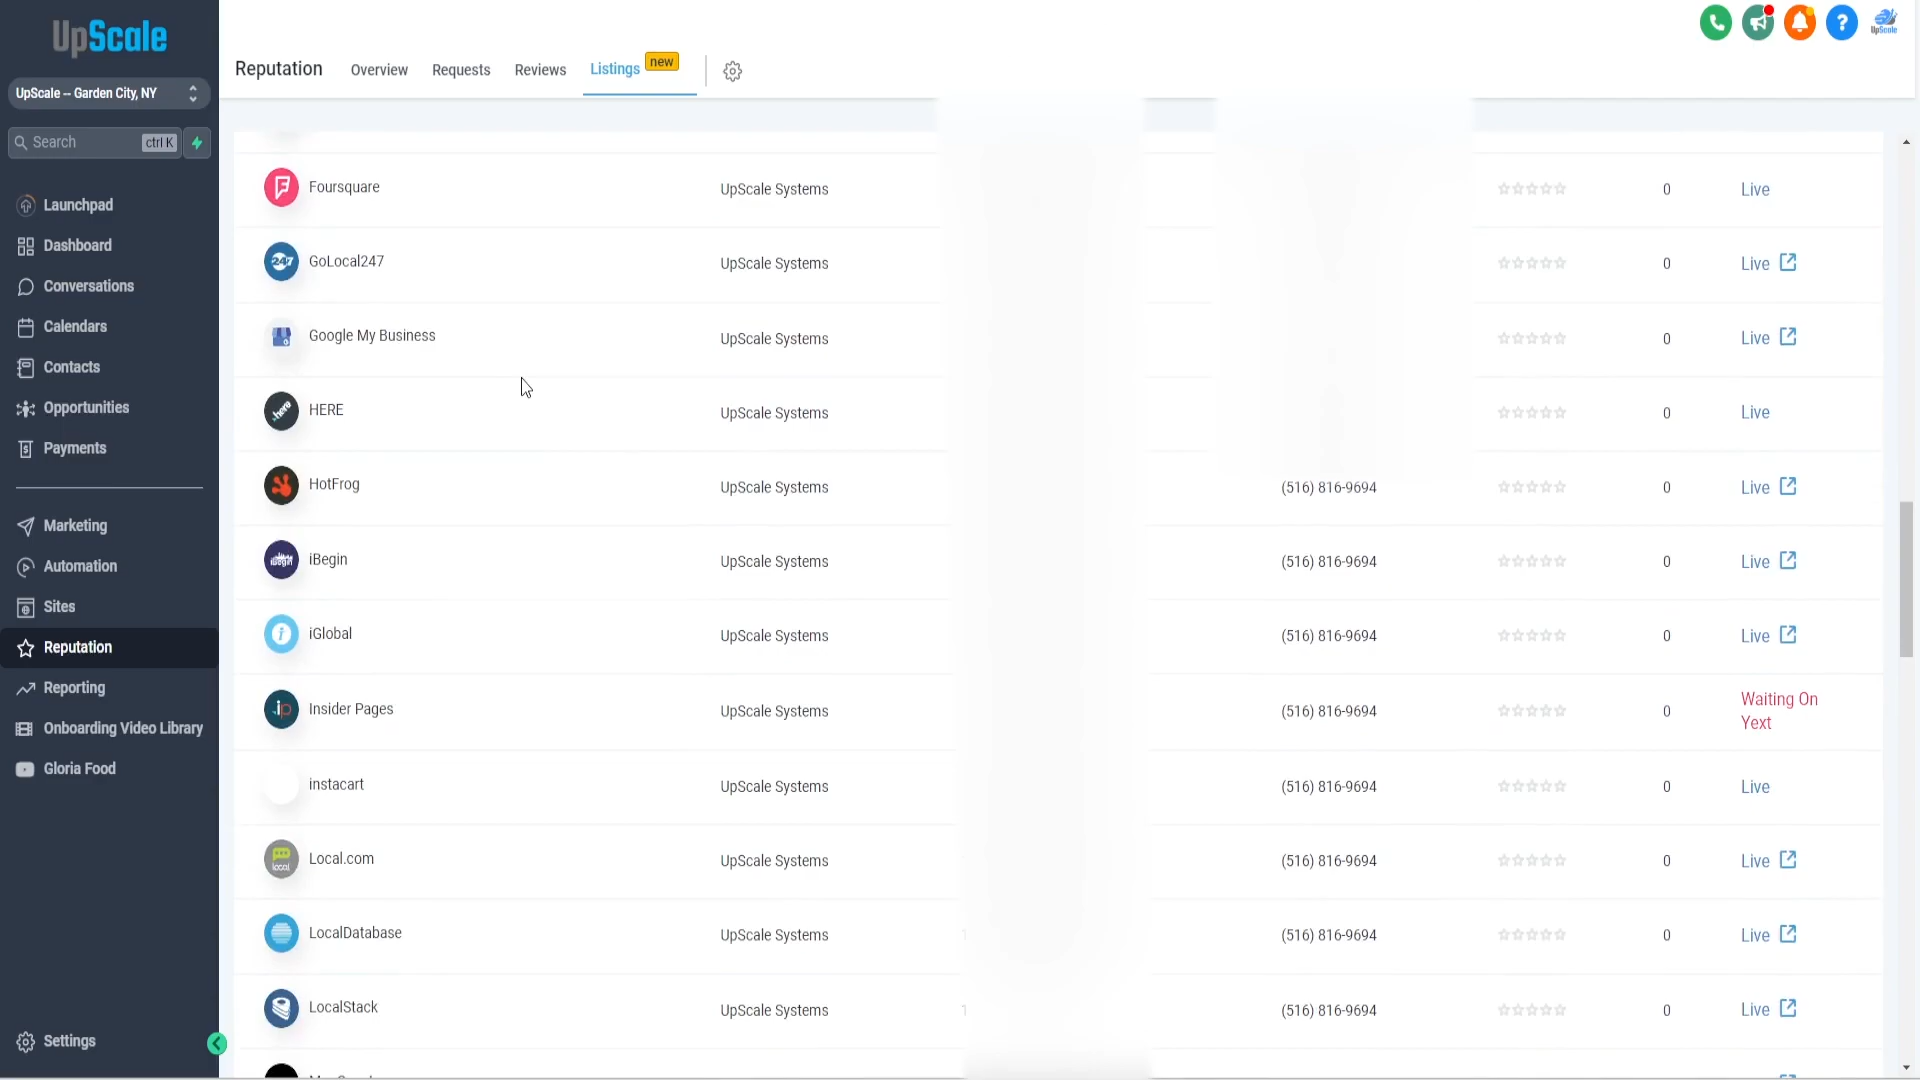 UpScale
UpScale -- Garden City, NY
Search
ctrl K
Launchpad
Dashboard
Conversations
Calendars
Contacts
Opportunities
Payments
Marketing
Automation
Sites
Reputation
Reporting
Onboarding Video Library
Gloria Food
Settings
Reputation Overview Requests Reviews Listings new
UpScale
Foursquare UpScale Systems 0 Live
GoLocal247 UpScale Systems 0 Live
Google My Business UpScale Systems 0 Live
HERE UpScale Systems 0 Live
HotFrog UpScale Systems (516) 816-9694 0 Live
iBegin UpScale Systems (516) 816-9694 0 Live
iGlobal UpScale Systems (516) 816-9694 0 Live
Insider Pages UpScale Systems (516) 816-9694 0 Waiting On
Yext
instacart UpScale Systems (516) 816-9694 0 Live
Local.com UpScale Systems (516) 816-9694 0 Live
LocalDatabase UpScale Systems (516) 816-9694 0 Live
LocalStack UpScale Systems (516) 816-9694 0 Live